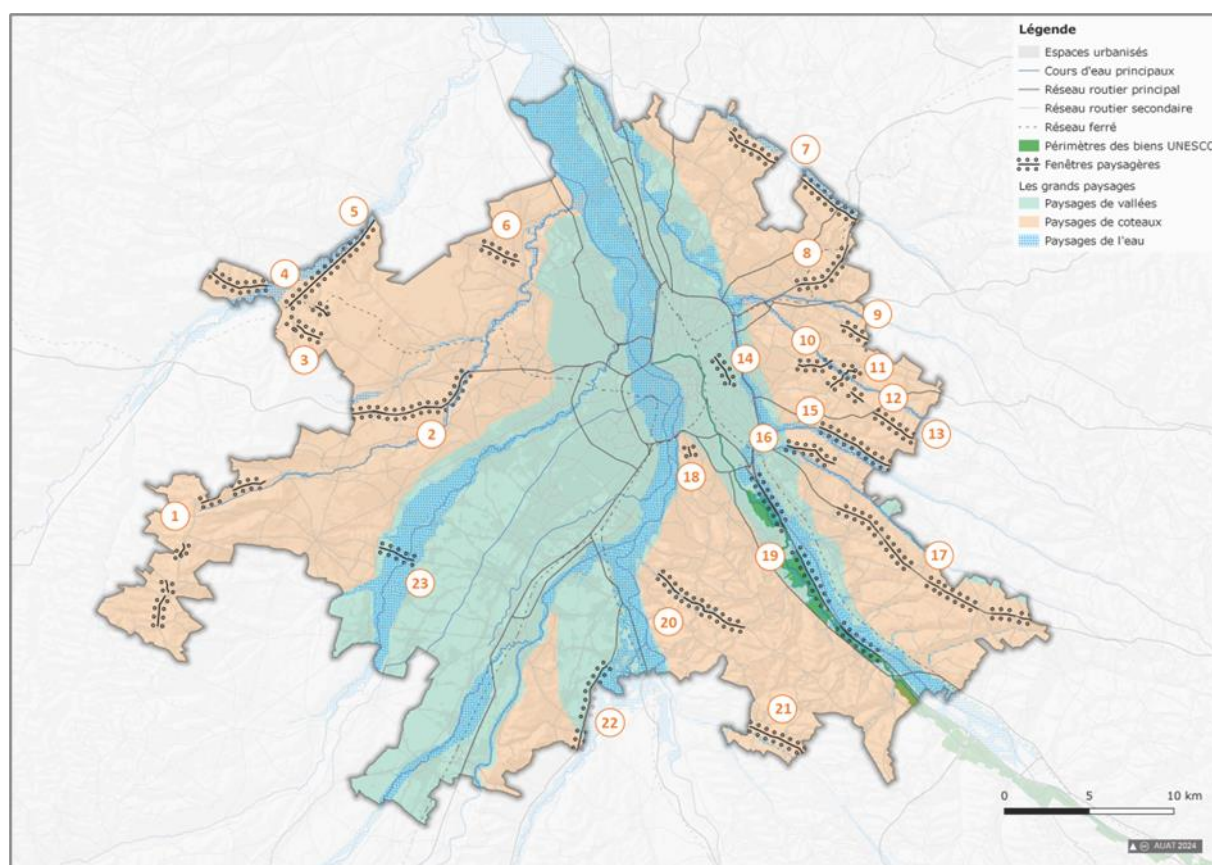 Légende
Espaces urbanisés
Cours d'eau principaux
Réseau routier principal
Réseau routier secondaire
Réseau ferré
Périmètres des biens UNESCO
Fenêtres paysagères
Les grands paysages
Paysages de vallées
Paysages de coteaux
Paysages de l'eau
7
5
6
8
4
9
10
3
14
11
12
2
15
13
16
18
1
17
19
23
20
21
22
0 5 10 km
AUAT 2024